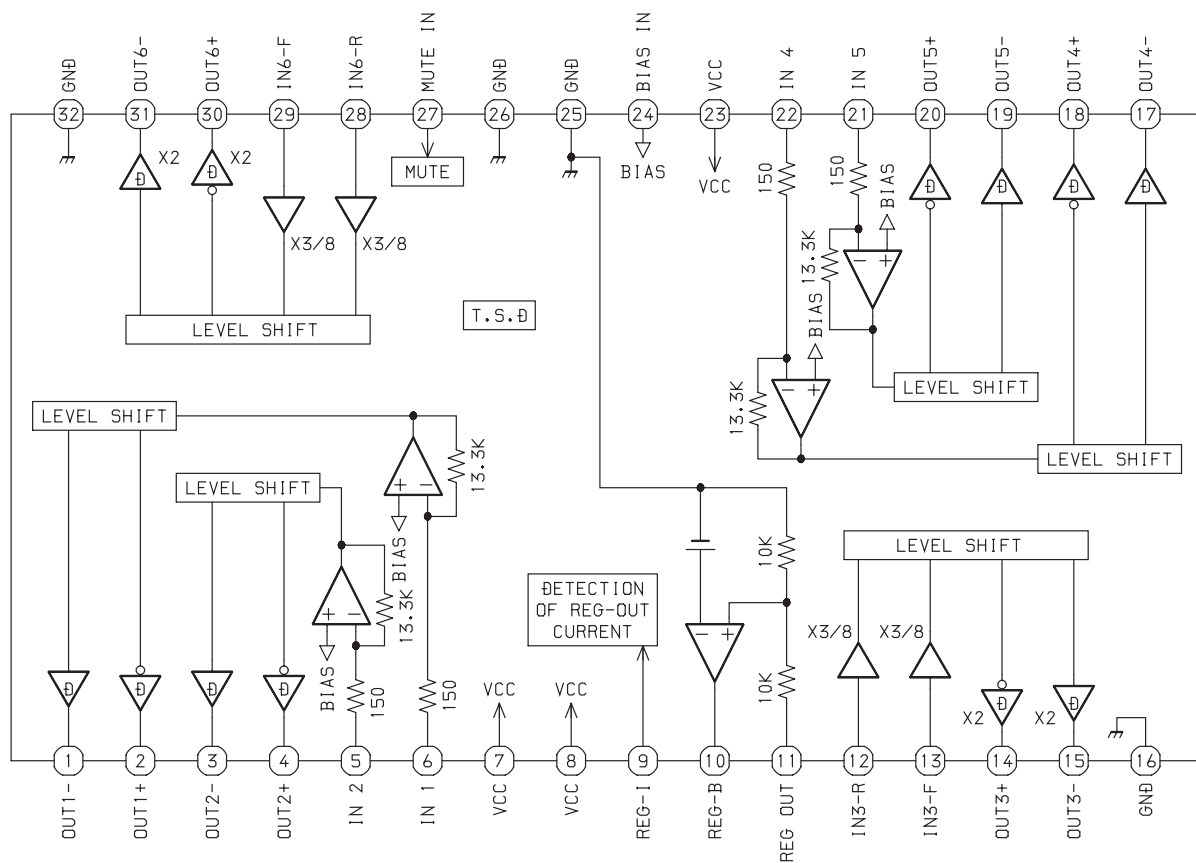 GND
OUT6-
OUT6+
IN6-F
IN6-R
MUTE IN
GND
GND
BIAS IN
VCC
IN 4
IN 5
OUT5+
OUT5-
OUT4+
OUT4-
32
31
30
29
28
27
26
25
24
23
22
21
20
19
18
17
Đ
X2
Đ
X2
X3/8
X3/8
MUTE
BIAS
VCC
150
150
BIAS
Đ
Đ
Đ
Đ
13.3K
- +
LEVEL SHIFT
T.S.Đ
BIAS
13.3K
- +
LEVEL SHIFT
LEVEL SHIFT
LEVEL SHIFT
+ -
13.3K
BIAS
LEVEL SHIFT
+ -
13.3K
BIAS
150
150
10K
LEVEL SHIFT
ĐETECTION
OF REG-OUT
CURRENT
- +
10K
X3/8
X3/8
Đ
Đ
Đ
Đ
VCC
VCC
X2
Đ
X2
Đ
1
2
3
4
5
6
7
8
9
10
11
12
13
14
15
16
OUT1-
OUT1+
OUT2-
OUT2+
IN 2
IN 1
VCC
VCC
REG-I
REG-B
REG OUT
IN3-R
IN3-F
OUT3+
OUT3-
GNĐ